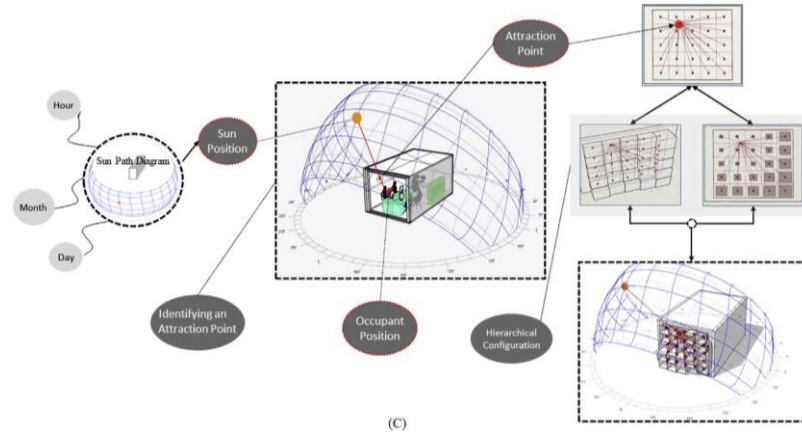 Attraction
Point
Hour
Sun Path Diagram
Sun
Position
Month
Day
Identifying an
Attraction Point
Occupant
Position
Hierarchical
Configuration
(C)